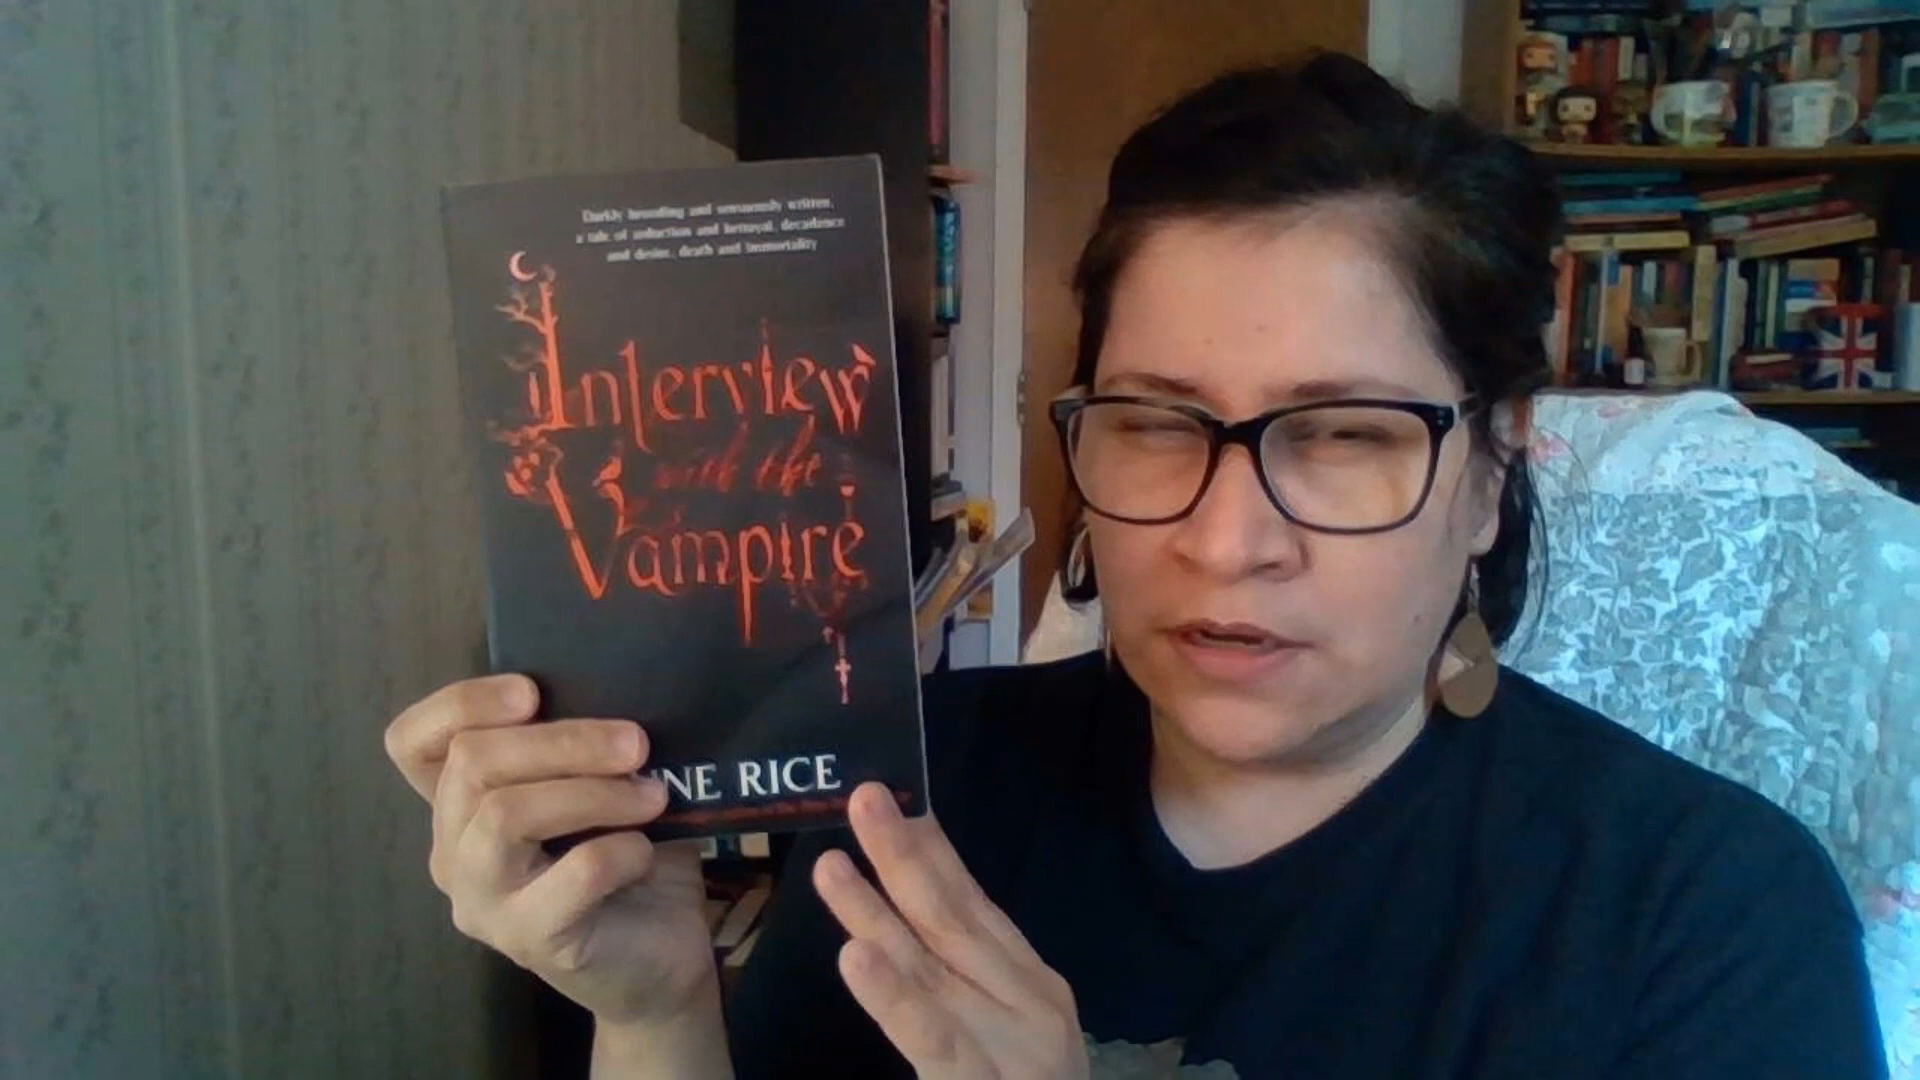 Darkly brooding and sensuously written,
a tale of seduction and betrayal, decadence
and desire, death and immortality
Interview
with the
Vampire
NE RICE